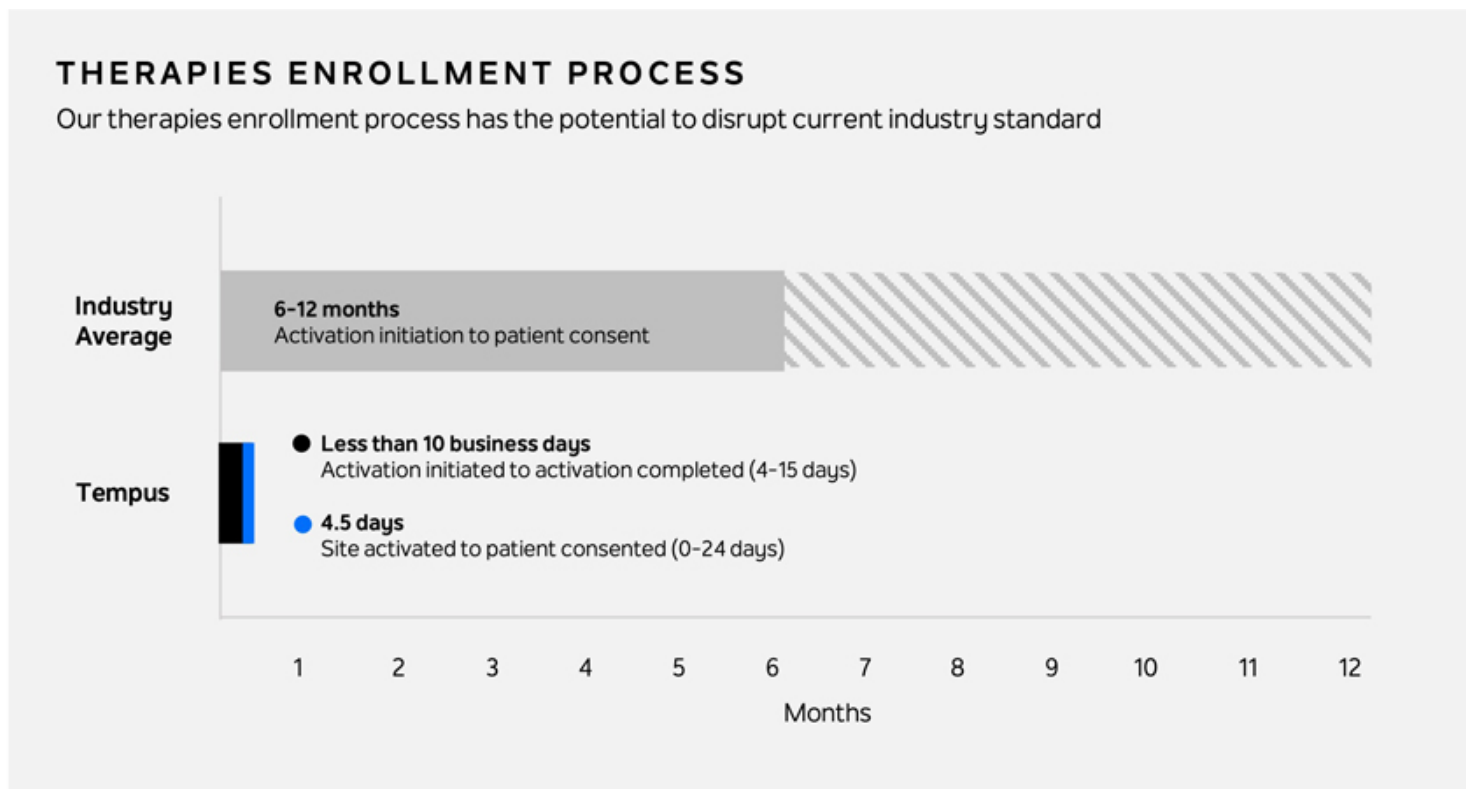 THERAPIES ENROLLMENT PROCESS
Our therapies enrollment process has the potential to disrupt current industry standard
Industry
Average
6-12 months
Activation initiation to patient consent
Tempus
Less than 10 business days
Activation initiated to activation completed (4-15 days)
4.5 days
Site activated to patient consented (0-24 days)
1 2 3 4 5 6 7 8 9 10 11 12
Months